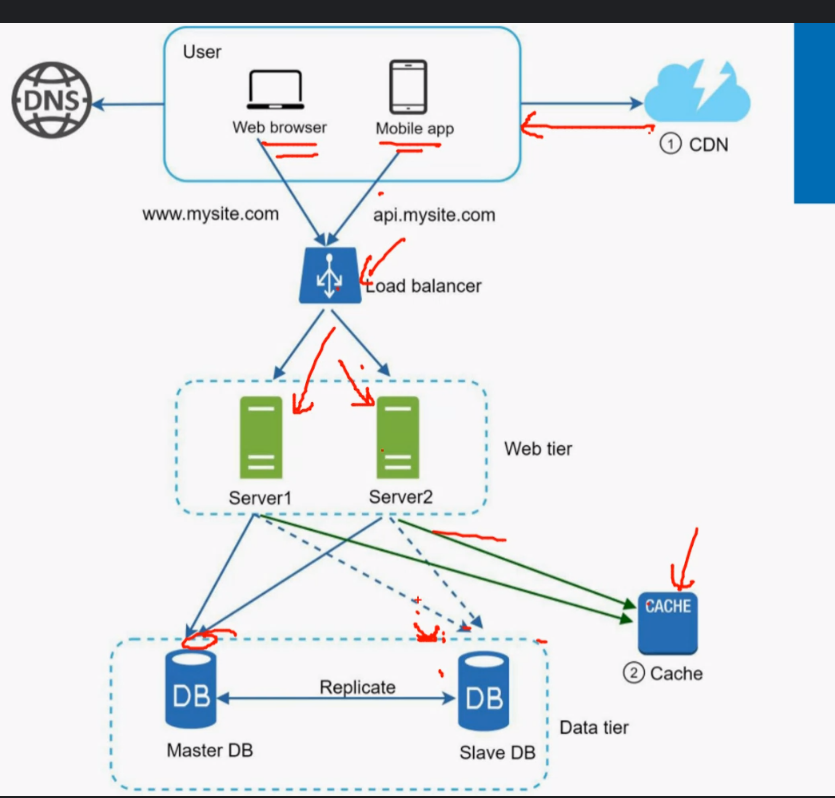 User
DNS
Web browser
Mobile app
① CDN
www.mysite.com
api.mysite.com
Load balancer
Web tier
Server1
Server2
CACHE
② Cache
DB
Replicate
DB
Master DB
Slave DB
Data tier